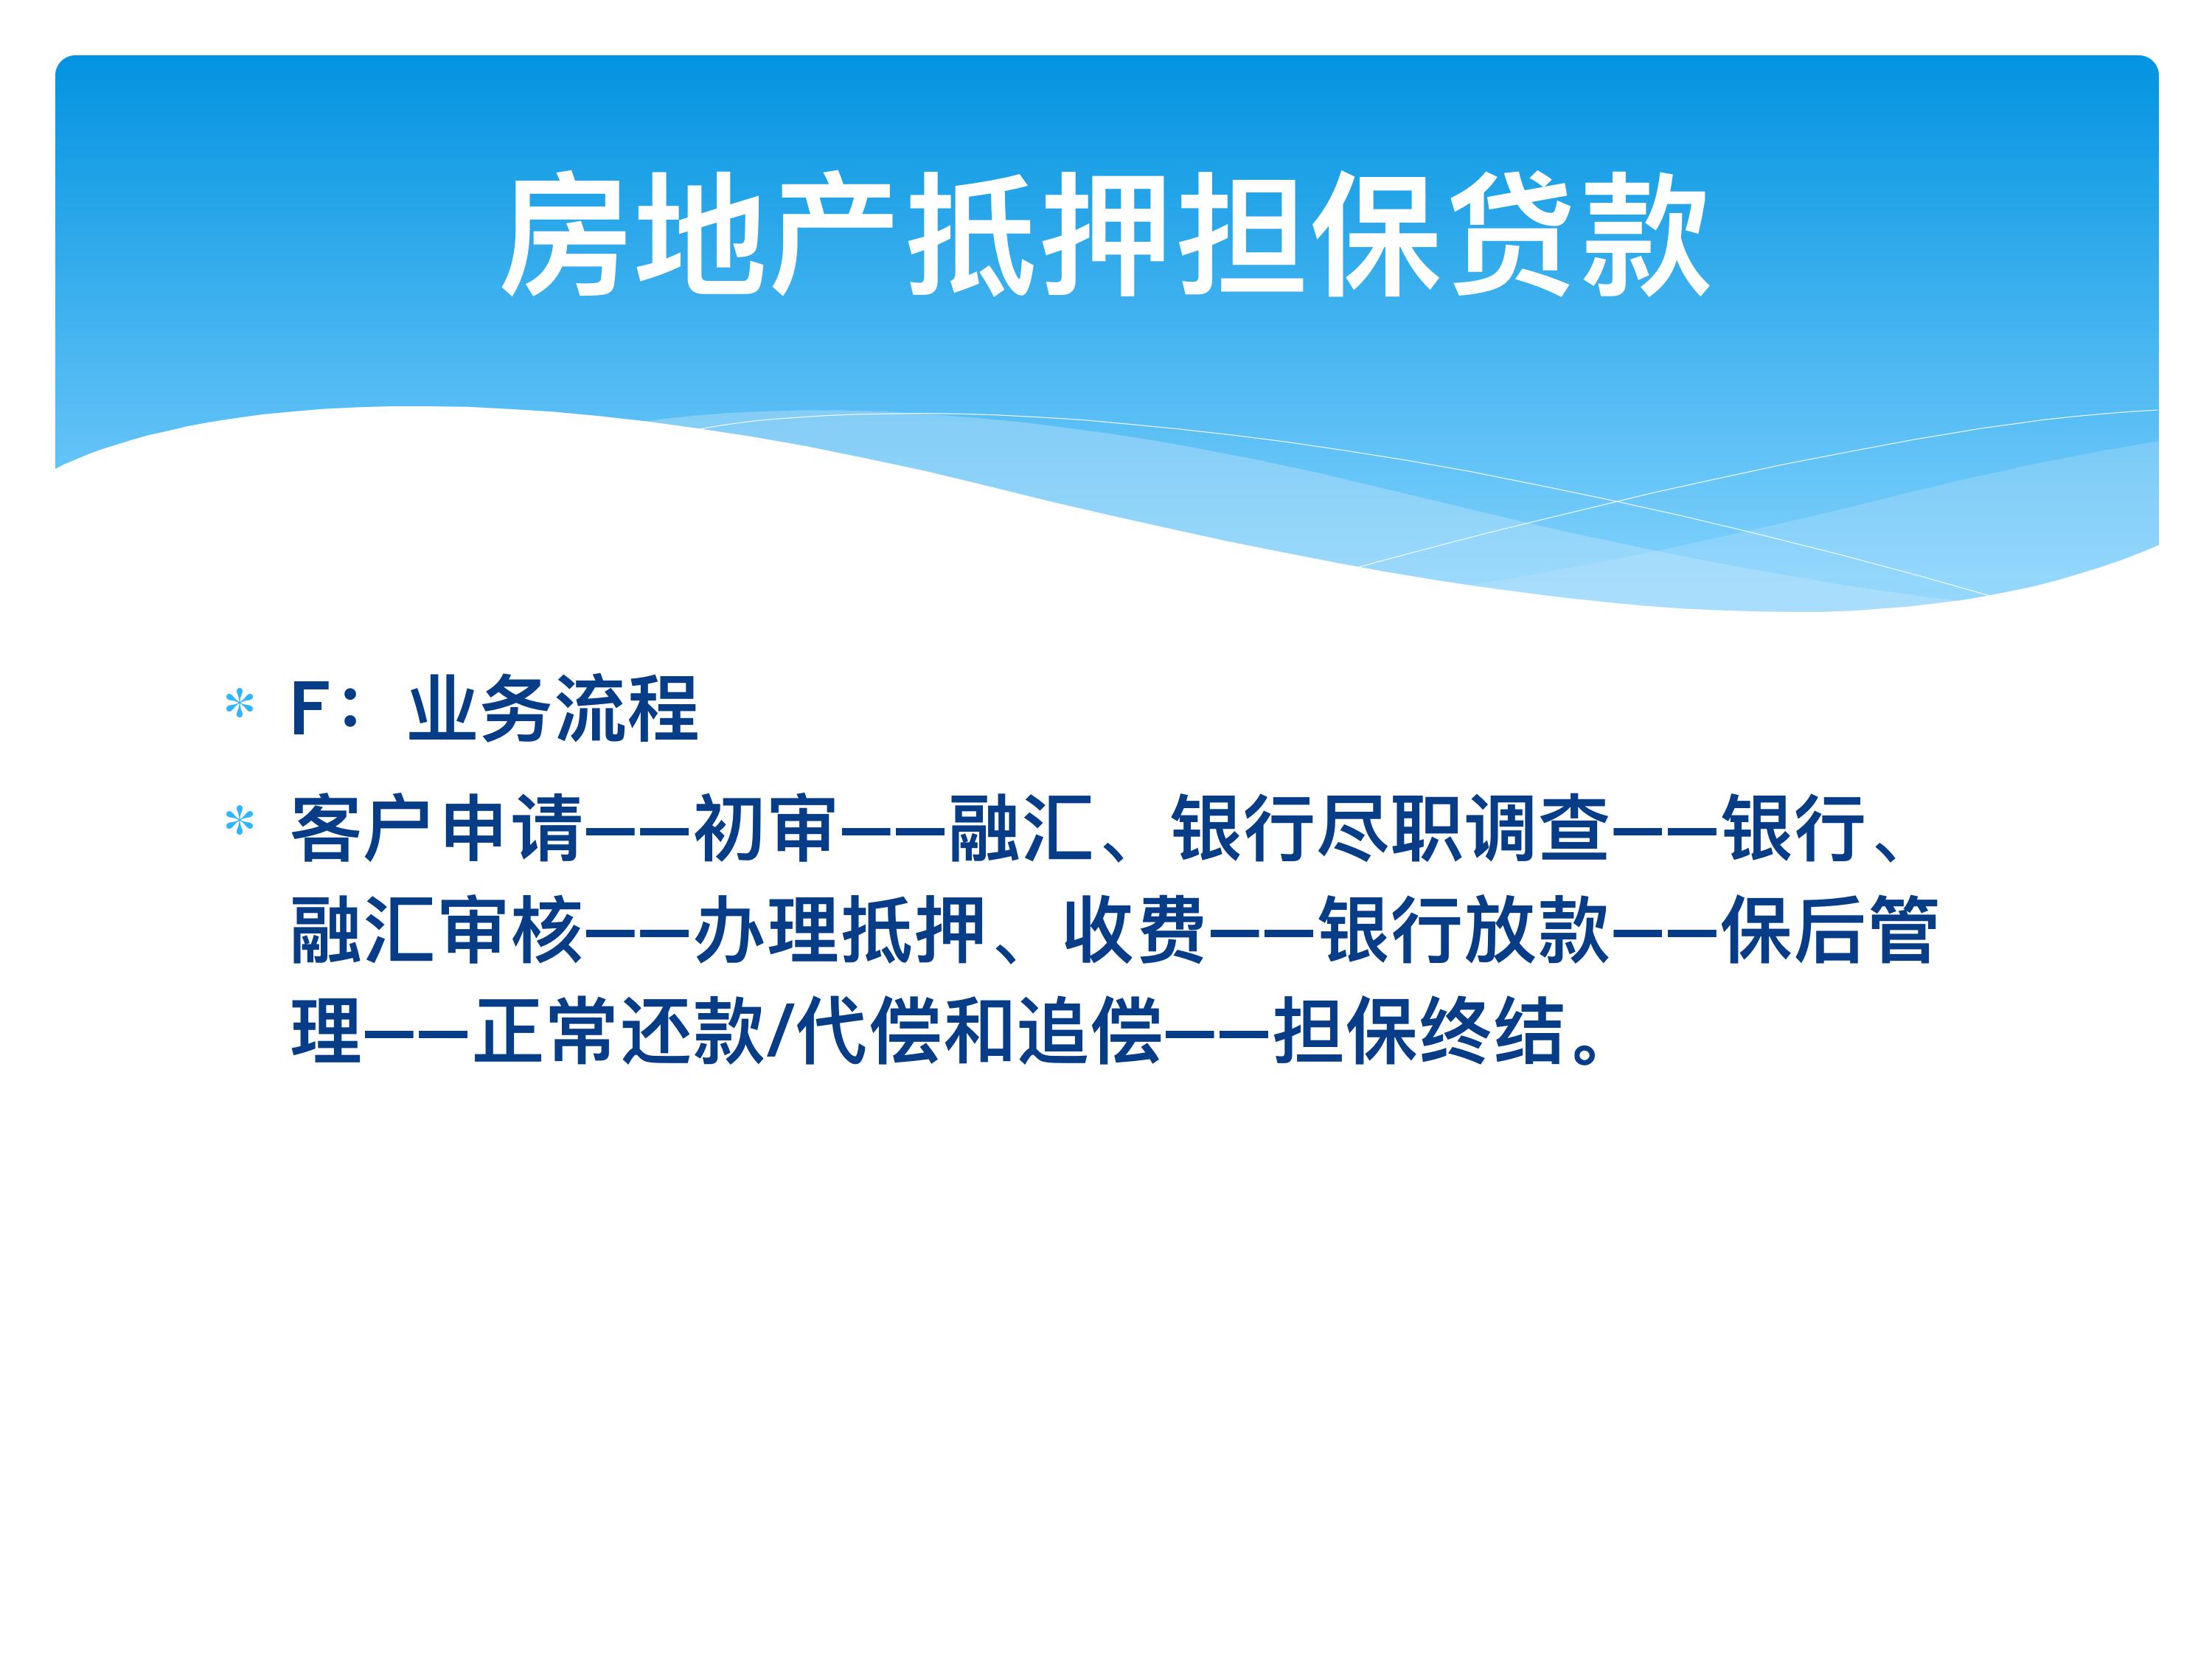 房地产抵押担保贷款
F：业务流程
客户申请——初审——融汇、银行尽职调查——银行、
融汇审核——办理抵押、收费——银行放款——保后管
理——正常还款/代偿和追偿——担保终结。